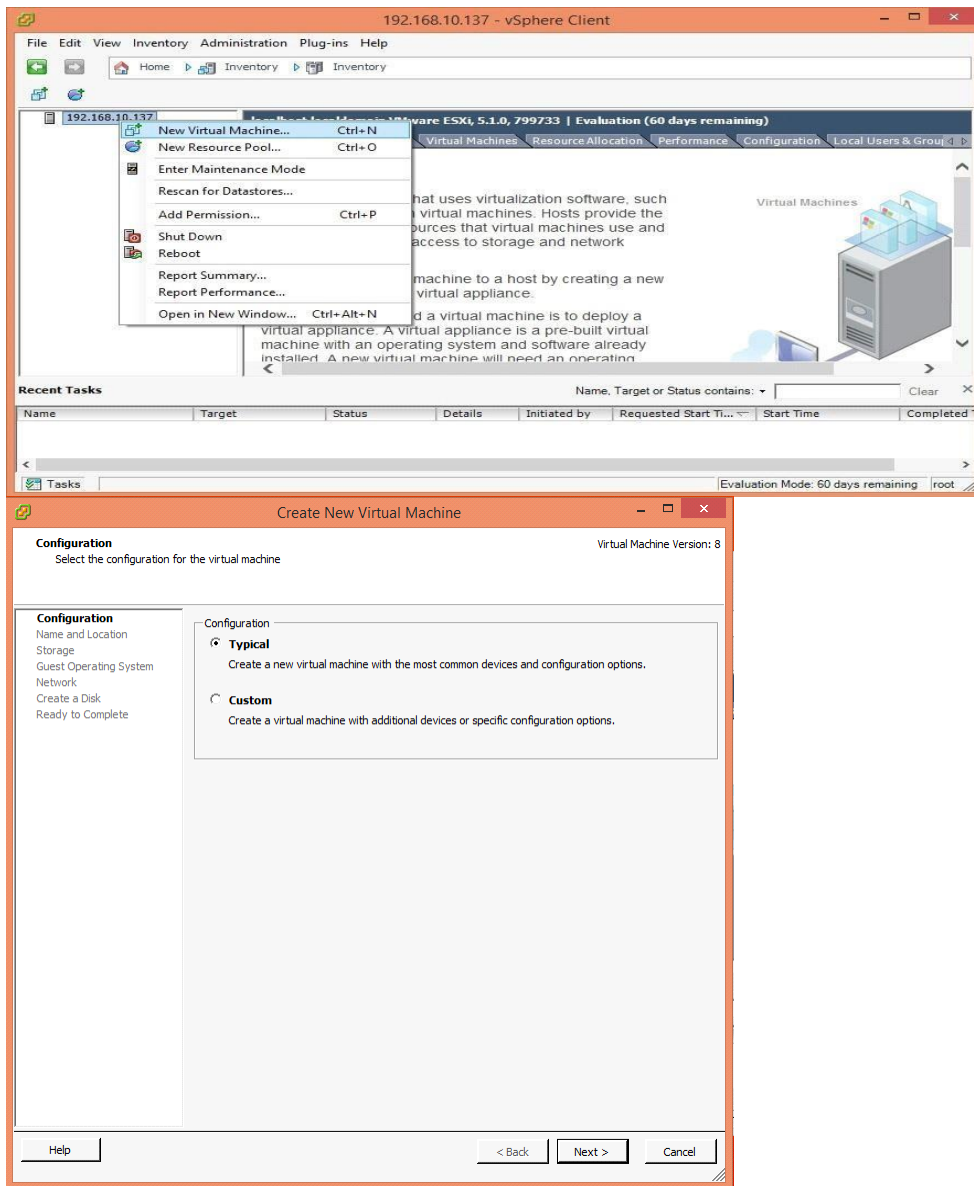 192.168.10.137 - vSphere Client
File Edit View Inventory Administration Plug-ins Help
Home Inventory Inventory
192.168.10.137
VMware ESXi, 5.1.0, 799733 | Evaluation (60 days remaining)
New Virtual Machine... Ctrl+N
New Resource Pool... Ctrl+O
Enter Maintenance Mode
Rescan for Datastores...
Add Permission... Ctrl+P
Shut Down
Reboot
Report Summary...
Report Performance...
Open in New Window... Ctrl+Alt+N
Virtual Machines Resource Allocation Performance Configuration Local Users & Grou
hat uses virtualization software, such
virtual machines. Hosts provide the
ources that virtual machines use and
access to storage and network
machine to a host by creating a new
virtual appliance.
d a virtual machine is to deploy a
virtual appliance. A virtual appliance is a pre-built virtual
machine with an operating system and software already
installed. A new virtual machine will need an operating
Virtual Machines
Recent Tasks
Name, Target or Status contains: Clear
Name Target Status Details Initiated by Requested Start Ti... Start Time Completed
Tasks
Evaluation Mode: 60 days remaining root
Create New Virtual Machine
Configuration
Select the configuration for the virtual machine
Virtual Machine Version: 8
Configuration
Name and Location
Storage
Guest Operating System
Network
Create a Disk
Ready to Complete
Configuration
Typical
Create a new virtual machine with the most common devices and configuration options.
Custom
Create a virtual machine with additional devices or specific configuration options.
Help
< Back
Next >
Cancel